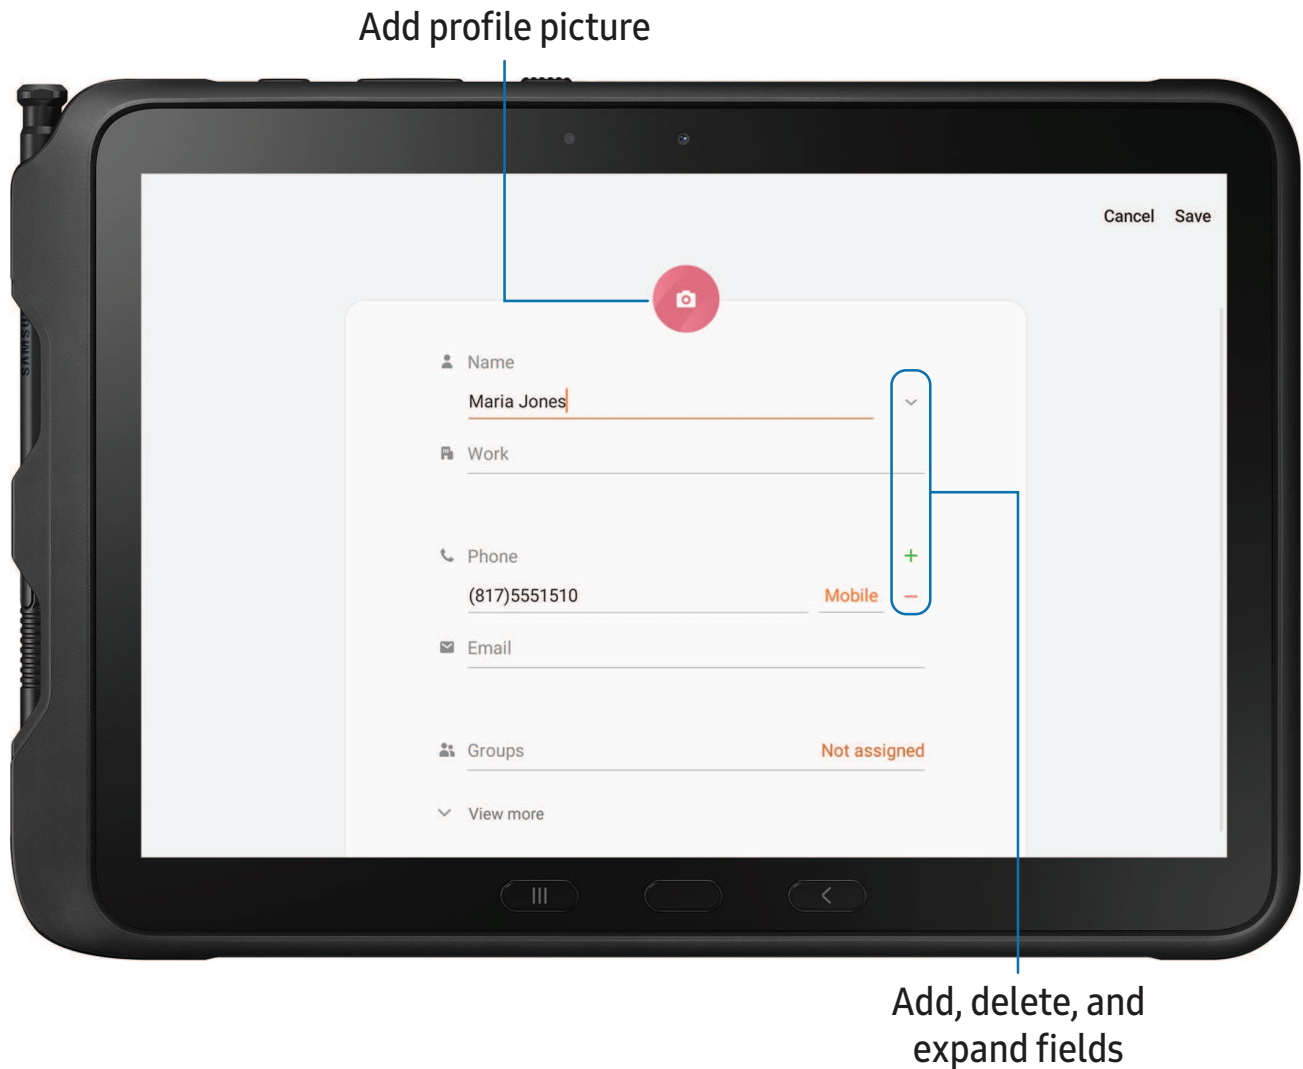 Add profile picture
Cancel Save
Name
Maria Jones
Work
Phone
(817)5551510 Mobile
Email
Groups Not assigned
View more
SAMSUNG
Add, delete, and
expand fields